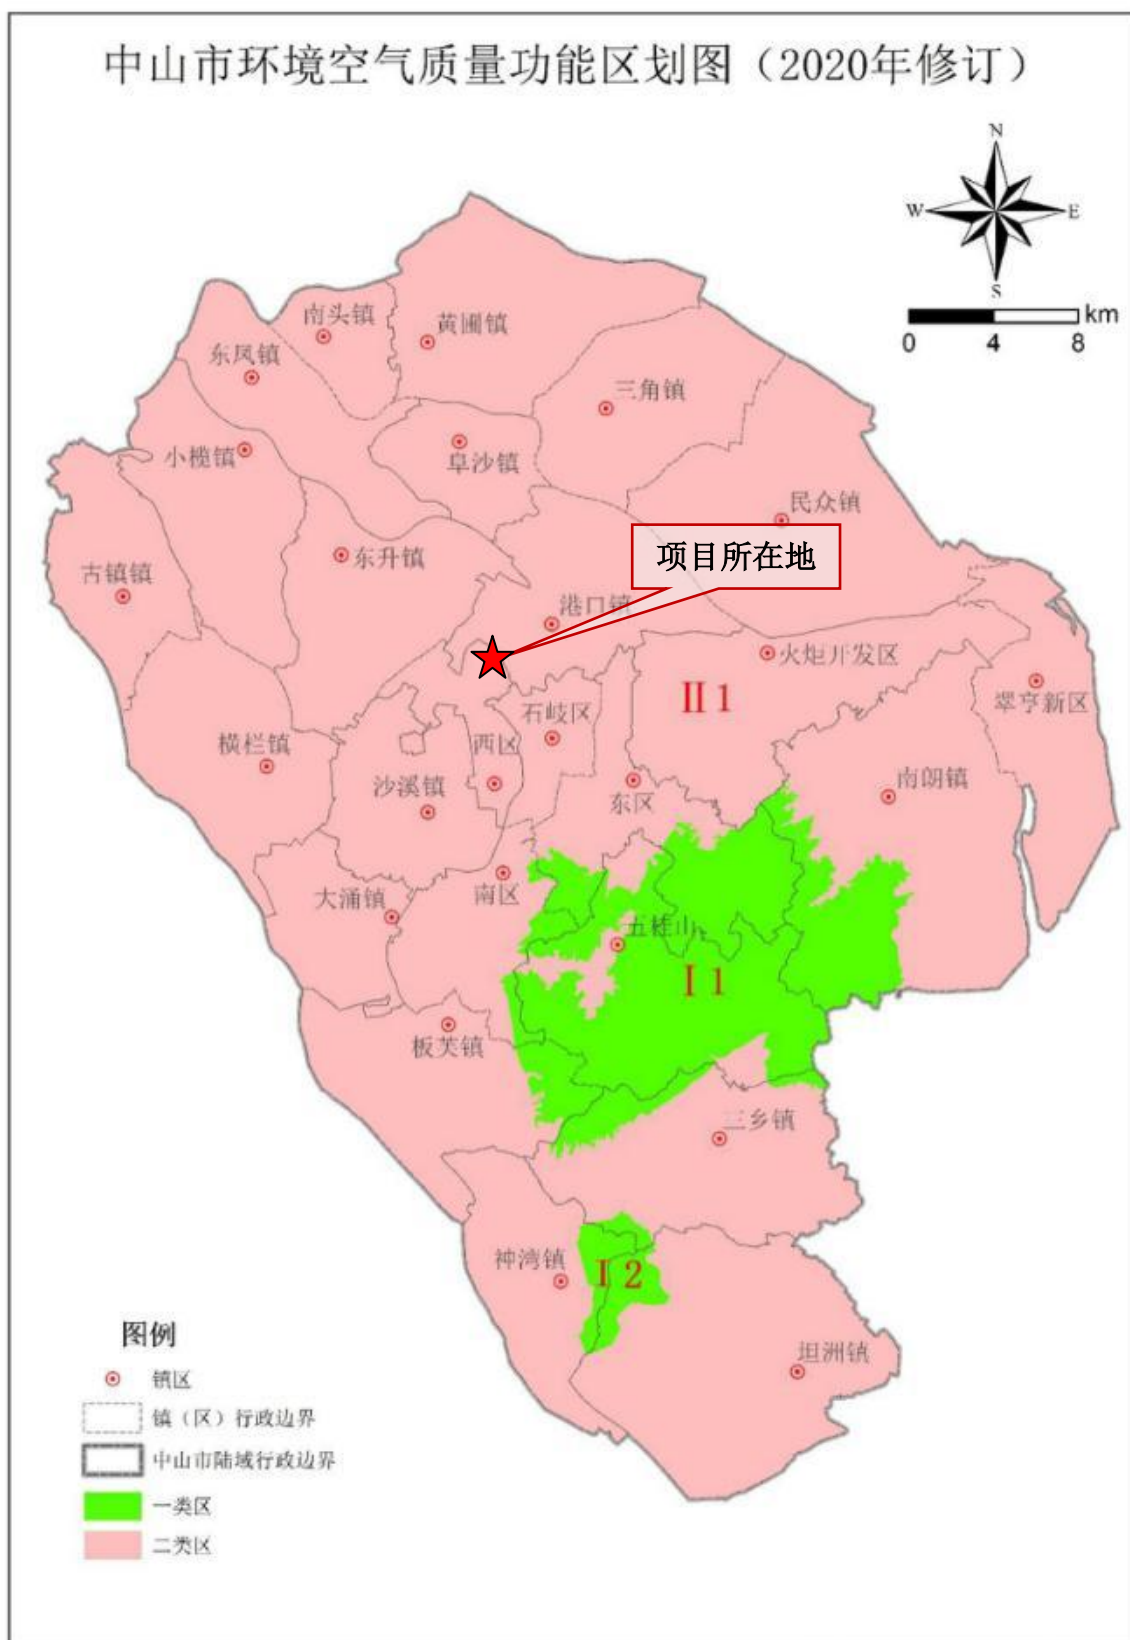 中山市环境空气质量功能区划图（2020年修订）
N
W
E
S
km
0 4 8
南头镇
黄圃镇
东凤镇
三角镇
小榄镇
阜沙镇
民众镇
项目所在地
东升镇
古镇镇
港口镇
火炬开发区
翠亨新区
II 1
石岐区
西区
横栏镇
沙溪镇
东区
南朗镇
南区
大涌镇
五桂山
I 1
板芙镇
三乡镇
神湾镇
I 2
坦洲镇
图例
镇区
镇（区）行政边界
中山市陆域行政边界
一类区
二类区